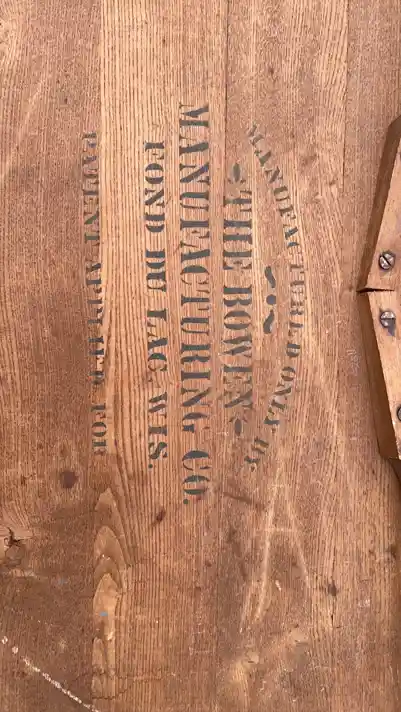 MANUFACTURED ONLY BY
THE BOWEN
MANUFACTURING CO.
FOND DU LAC, WIS.
PATENT APPLIED FOR